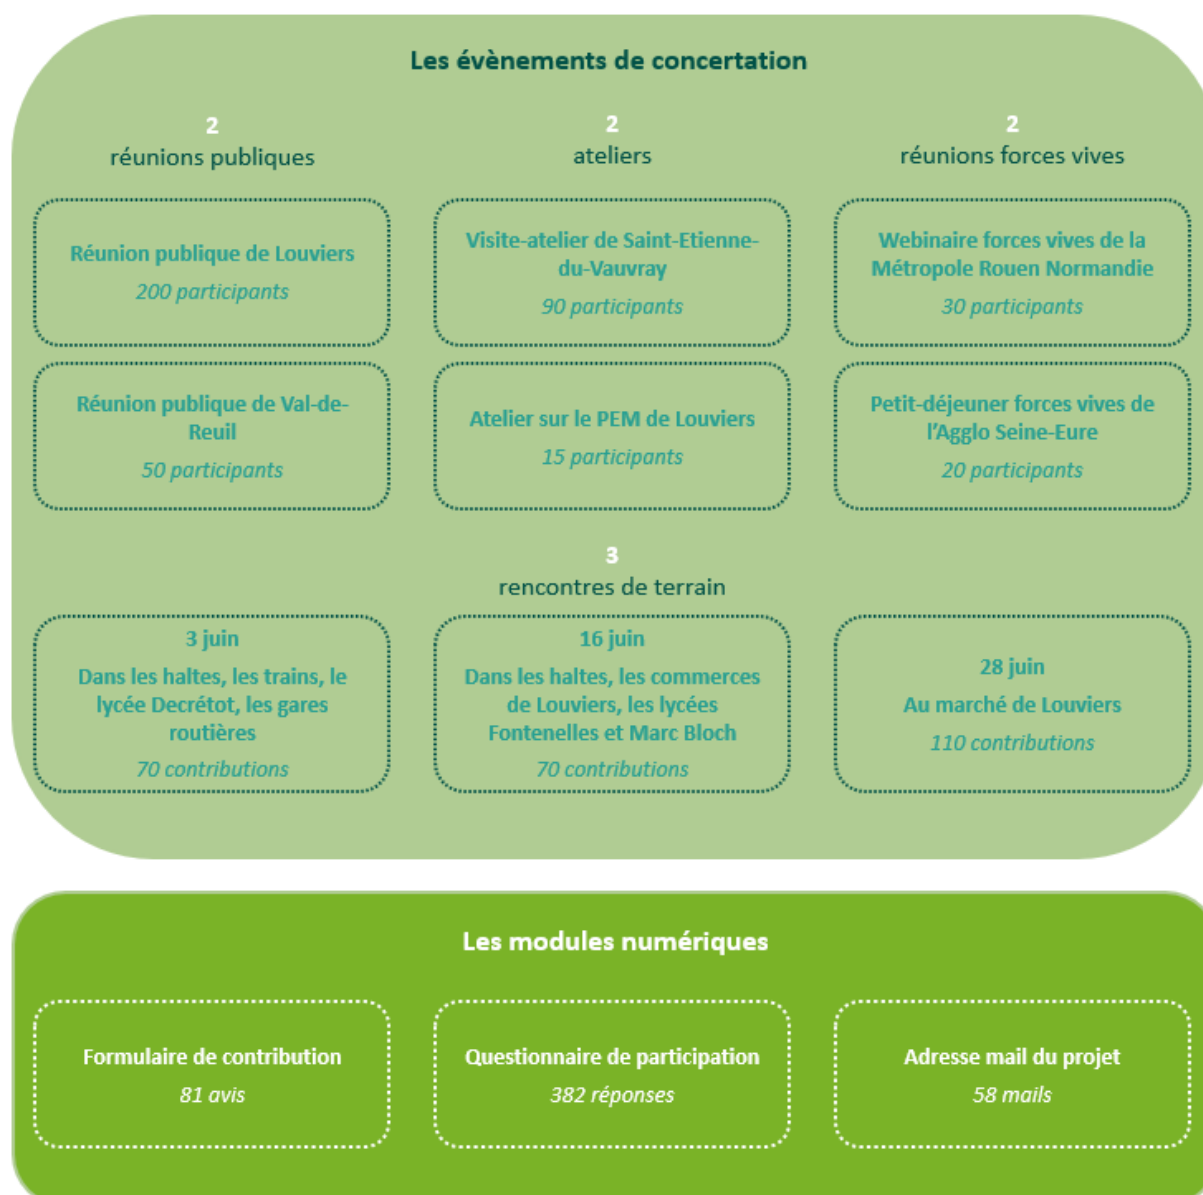 Les évènements de concertation
2
réunions publiques
2
ateliers
2
réunions forces vives
Réunion publique de Louviers
200 participants
Visite-atelier de Saint-Etienne-
du-Vauvray
90 participants
Webinaire forces vives de la
Métropole Rouen Normandie
30 participants
Réunion publique de Val-de-
Reuil
50 participants
Atelier sur le PEM de Louviers
15 participants
Petit-déjeuner forces vives de
l’Agglo Seine-Eure
20 participants
3
rencontres de terrain
3 juin
Dans les haltes, les trains, le
lycée Decrétot, les gares
routières
70 contributions
16 juin
Dans les haltes, les commerces
de Louviers, les lycées
Fontenelles et Marc Bloch
70 contributions
28 juin
Au marché de Louviers
110 contributions
Les modules numériques
Formulaire de contribution
81 avis
Questionnaire de participation
382 réponses
Adresse mail du projet
58 mails